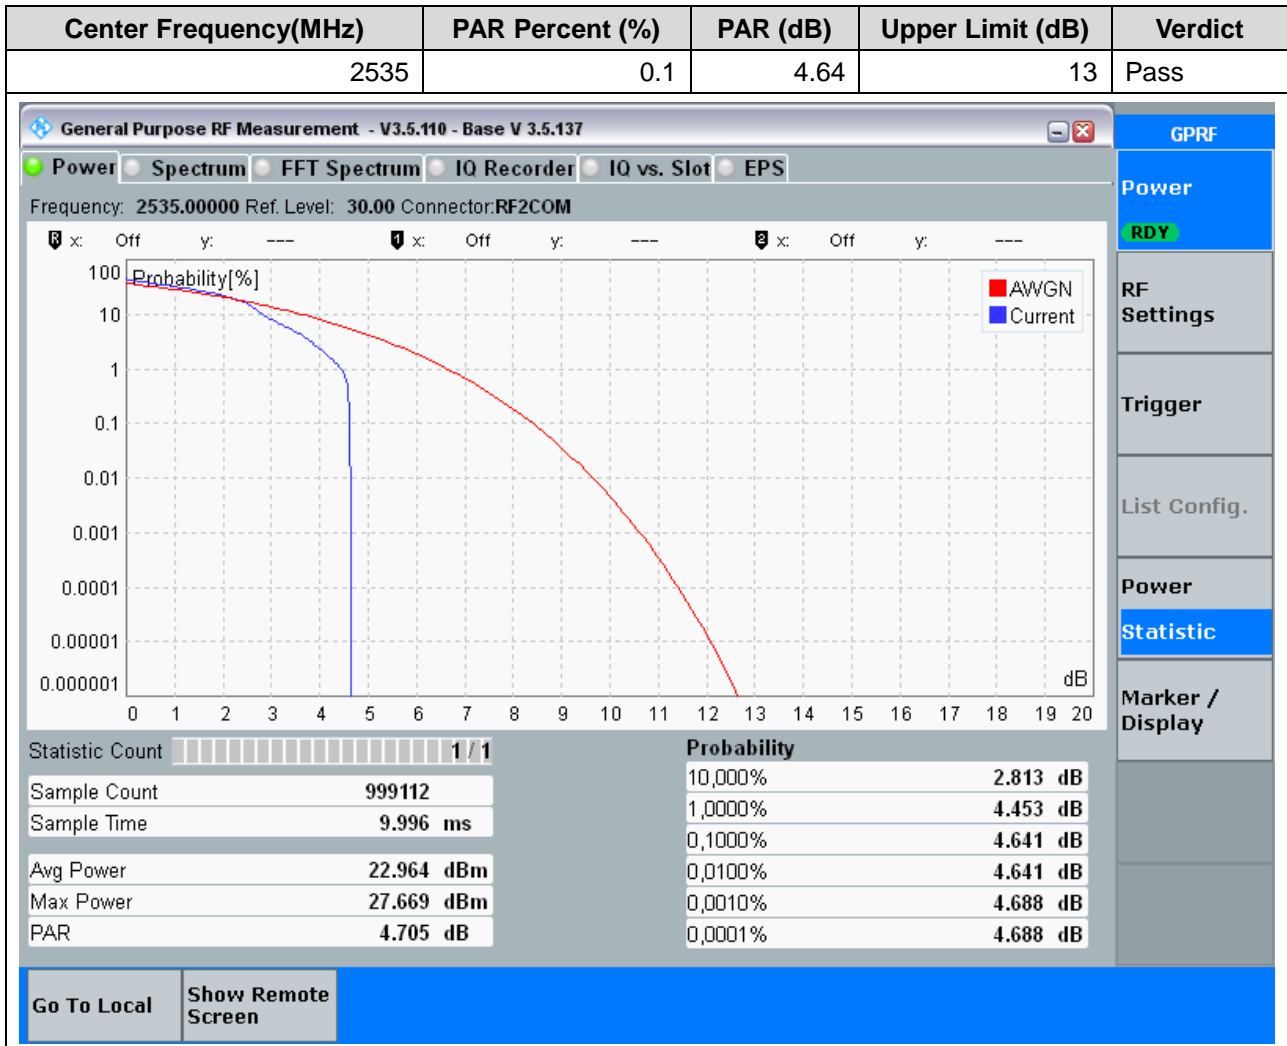 Center Frequency(MHz) PAR Percent (%) PAR (dB) Upper Limit (dB) Verdict
2535 0.1 4.64 13 Pass
General Purpose RF Measurement - V3.5.110 - Base V 3.5.137
GPRF
Power Spectrum FFT Spectrum IQ Recorder IQ vs. Slot EPS
Power
RDY
Frequency: 2535.00000 Ref. Level: 30.00 Connector:RF2COM
R x: Off y: --- 1 x: Off y: --- 2 x: Off y: ---
Probability[%]
100
10
1
0.1
0.01
0.001
0.0001
0.00001
0.000001
AWGN
Current
dB
0 1 2 3 4 5 6 7 8 9 10 11 12 13 14 15 16 17 18 19 20
RF
Settings
Trigger
List Config.
Power
Statistic
Marker /
Display
Statistic Count 1 / 1
Sample Count 999112
Sample Time 9.996 ms
Avg Power 22.964 dBm
Max Power 27.669 dBm
PAR 4.705 dB
Probability
10,000% 2.813 dB
1,0000% 4.453 dB
0,1000% 4.641 dB
0,0100% 4.641 dB
0,0010% 4.688 dB
0,0001% 4.688 dB
Go To Local
Show Remote
Screen